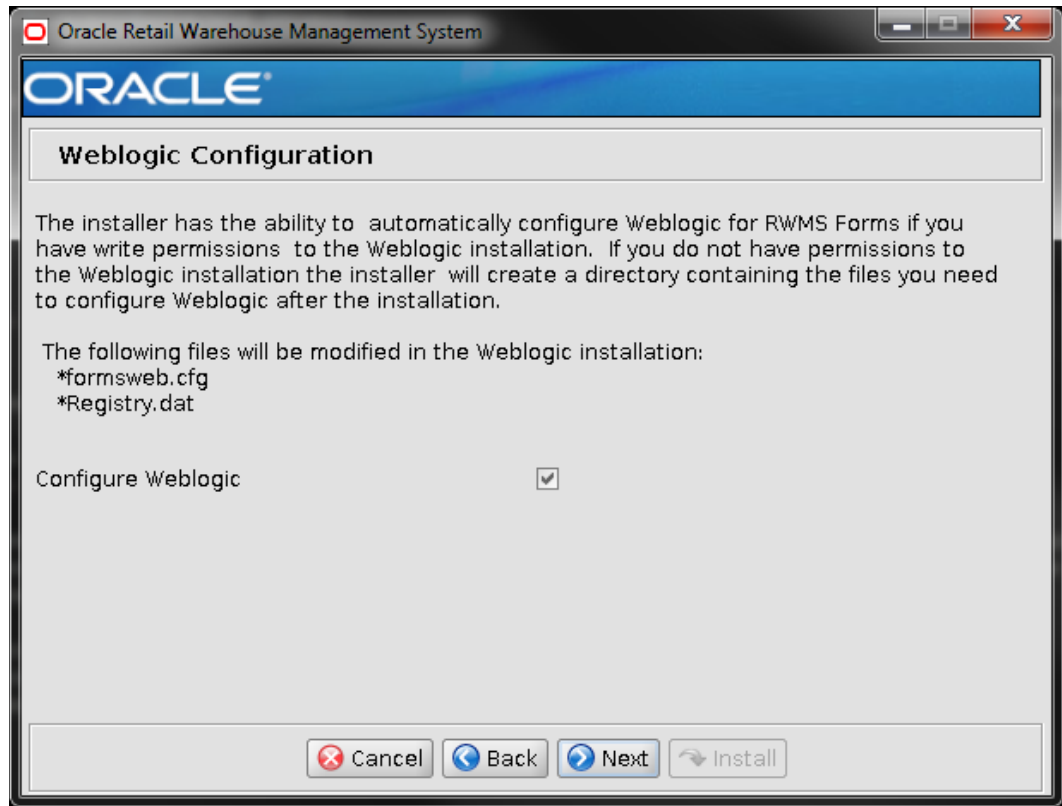 Oracle Retail Warehouse Management System
ORACLE
Weblogic Configuration
The installer has the ability to  automatically configure Weblogic for RWMS Forms if you
have write permissions  to the Weblogic installation.  If you do not have permissions to
the Weblogic installation the installer  will create a directory containing the files you need
to configure Weblogic after the installation.
The following files will be modified in the Weblogic installation:
*formsweb.cfg
*Registry.dat
Configure Weblogic
Cancel Back Next Install